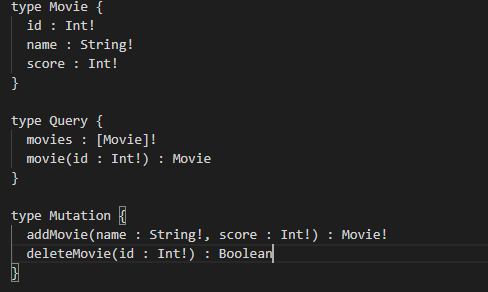 type Movie {
  id : Int!
  name : String!
  score : Int!
}

type Query {
  movies : [Movie]!
  movie(id : Int!) : Movie
}

type Mutation {
  addMovie(name : String!, score : Int!) : Movie!
  deleteMovie(id : Int!) : Boolean
}